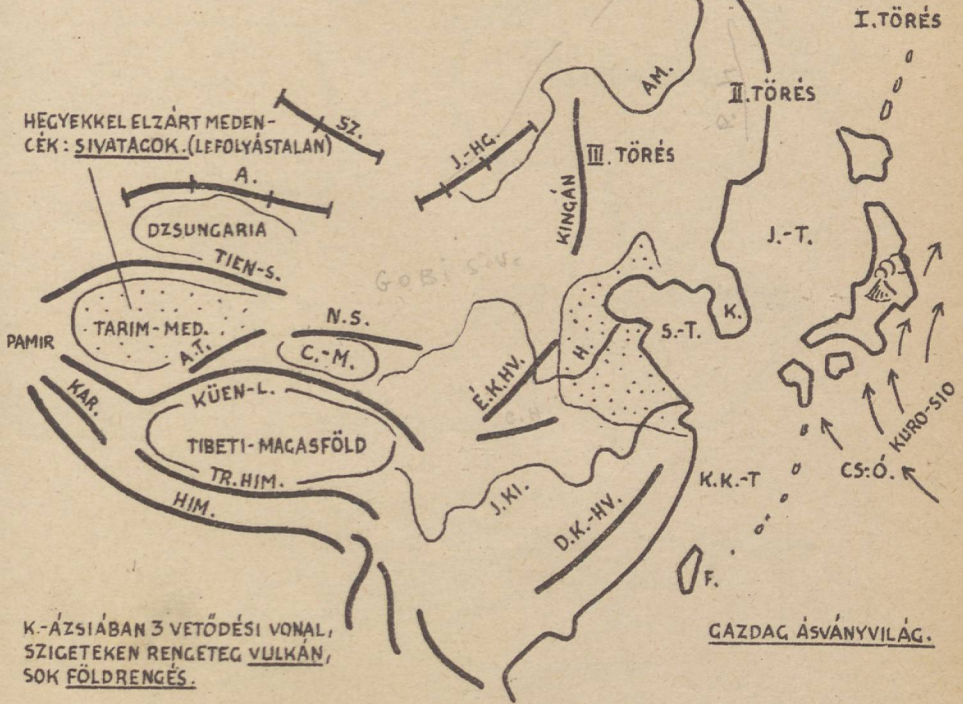 I. TÖRÉS
AM.
II. TÖRÉS
HEGYEKKEL ELZÁRT MEDEN-
CÉK: SIVATAGOK. (LEFOLYÁSTALAN)
SZ.
J.-HG.
III. TÖRÉS
A.
KINGÁN
DZSUNGARIA
J.-T.
TIEN-S.
GOBI
TARIM-MED.
N.S.
K.
PAMIR
A.T.
C.-M.
H.
S.-T.
KAR.
KÜEN-L.
É.K.HV.
KURO-SIO
TIBETI-MAGASFÖLD
TR.HIM.
K.K.-T
CS.Ó.
HIM.
J.KI.
D.K.-HV.
F.
K.-ÁZSIÁBAN 3 VETŐDÉSI VONAL,
SZIGETEKEN RENGETEG VULKÁN,
SOK FÖLDRENGÉS.
GAZDAG ÁSVÁNYVILÁG.